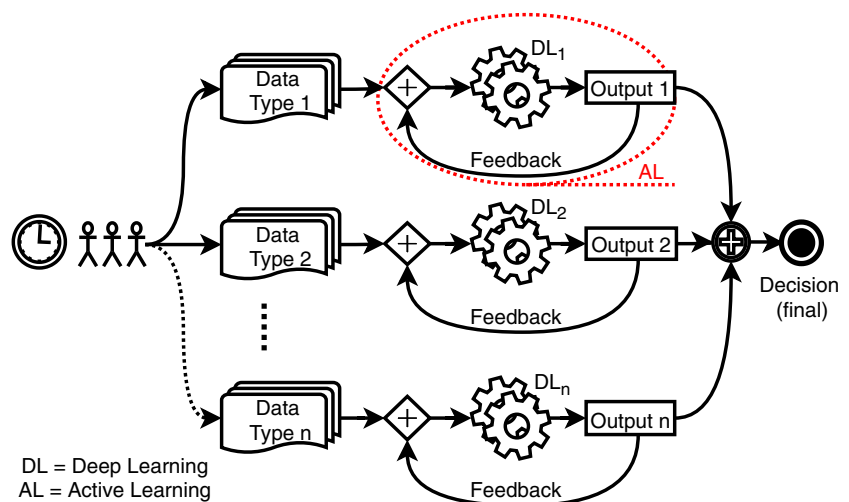 Data
Type 1
DL1
Output 1
Feedback
AL
Data
Type 2
DL2
Output 2
Feedback
Decision
(final)
Data
Type n
DLn
Output n
Feedback
DL = Deep Learning
AL = Active Learning